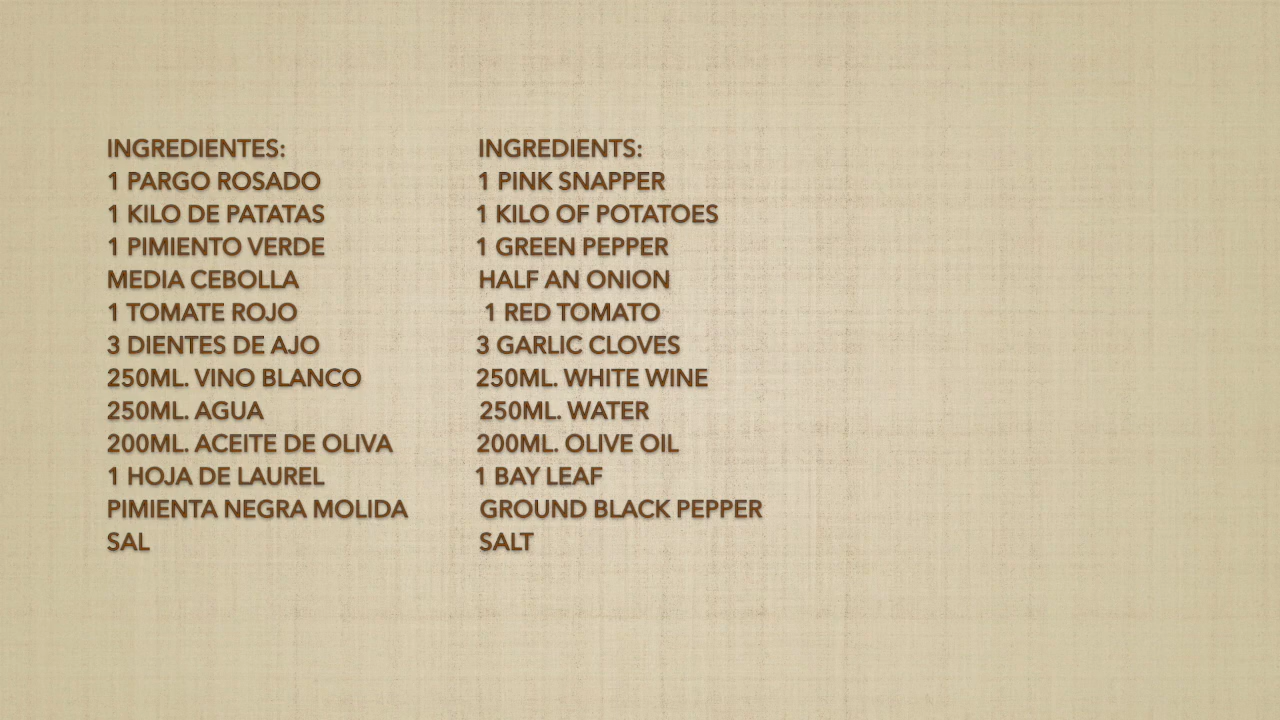 INGREDIENTES: INGREDIENTS:
1 PARGO ROSADO 1 PINK SNAPPER
1 KILO DE PATATAS 1 KILO OF POTATOES
1 PIMIENTO VERDE 1 GREEN PEPPER
MEDIA CEBOLLA HALF AN ONION
1 TOMATE ROJO 1 RED TOMATO
3 DIENTES DE AJO 3 GARLIC CLOVES
250ML. VINO BLANCO 250ML. WHITE WINE
250ML. AGUA 250ML. WATER
200ML. ACEITE DE OLIVA 200ML. OLIVE OIL
1 HOJA DE LAUREL 1 BAY LEAF
PIMIENTA NEGRA MOLIDA GROUND BLACK PEPPER
SAL SALT